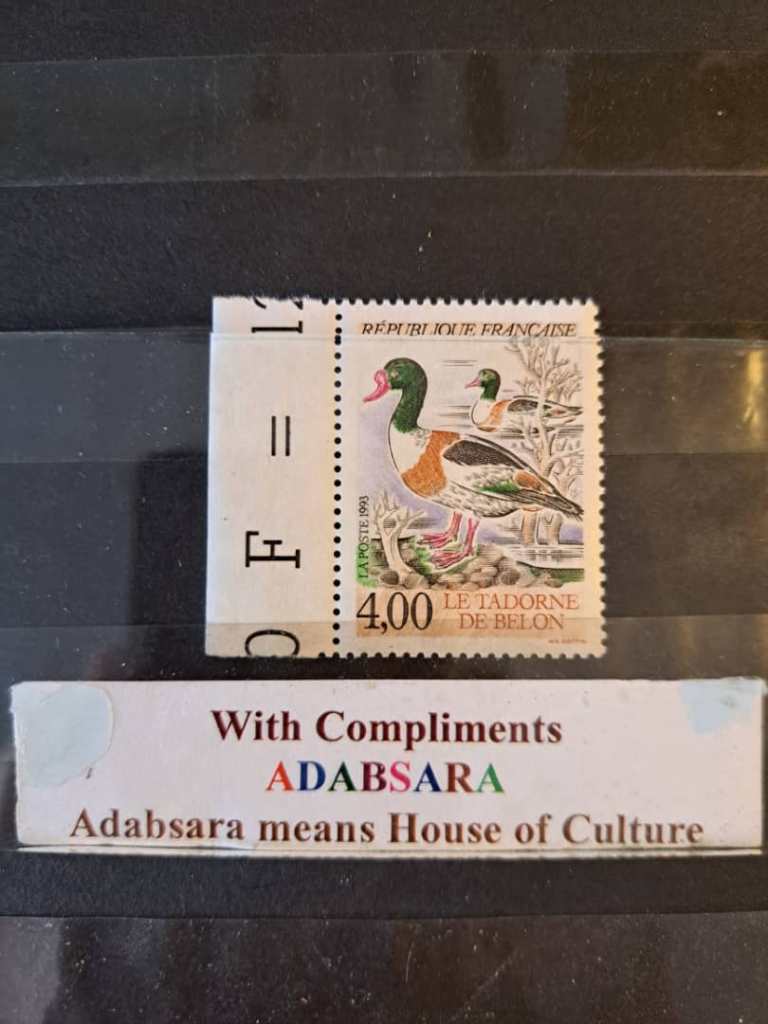 RÉPUBLIQUE FRANÇAISE
F = 12
LA POSTE 1993
4,00 LE TADORNE
DE BELON
With Compliments
ADABSARA
Adabsara means House of Culture